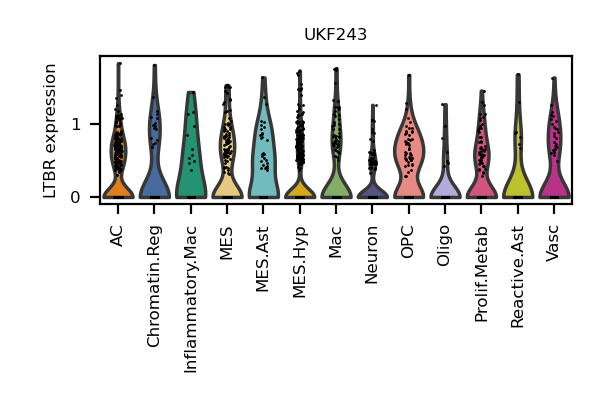 UKF243
LTBR expression
1
0
AC
Chromatin.Reg
Inflammatory.Mac
MES
MES.Ast
MES.Hyp
Mac
Neuron
OPC
Oligo
Prolif.Metab
Reactive.Ast
Vasc